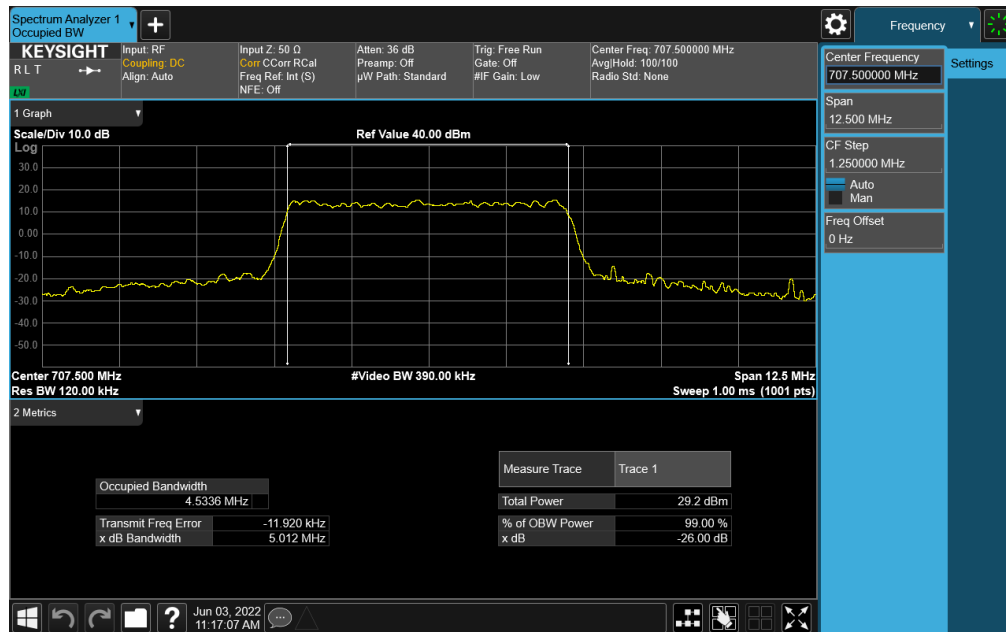 Spectrum Analyzer 1
Occupied BW
Frequency
KEYSIGHT
R L T
LXI
Input: RF
Coupling: DC
Align: Auto
Input Z: 50 Ω
Corr CCorr RCal
Freq Ref: Int (S)
NFE: Off
Atten: 36 dB
Preamp: Off
µW Path: Standard
Trig: Free Run
Gate: Off
#IF Gain: Low
Center Freq: 707.500000 MHz
Avg|Hold: 100/100
Radio Std: None
Center Frequency
707.500000 MHz
Settings
Span
12.500 MHz
CF Step
1.250000 MHz
Auto
Man
Freq Offset
0 Hz
1 Graph
Scale/Div 10.0 dB
Ref Value 40.00 dBm
Log
30.0
20.0
10.0
0.00
-10.0
-20.0
-30.0
-40.0
-50.0
Center 707.500 MHz
#Video BW 390.00 kHz
Span 12.5 MHz
Res BW 120.00 kHz
Sweep 1.00 ms (1001 pts)
2 Metrics
Occupied Bandwidth
4.5336 MHz
Transmit Freq Error -11.920 kHz
x dB Bandwidth 5.012 MHz
Measure Trace Trace 1
Total Power 29.2 dBm
% of OBW Power 99.00 %
x dB -26.00 dB
?
Jun 03, 2022
11:17:07 AM